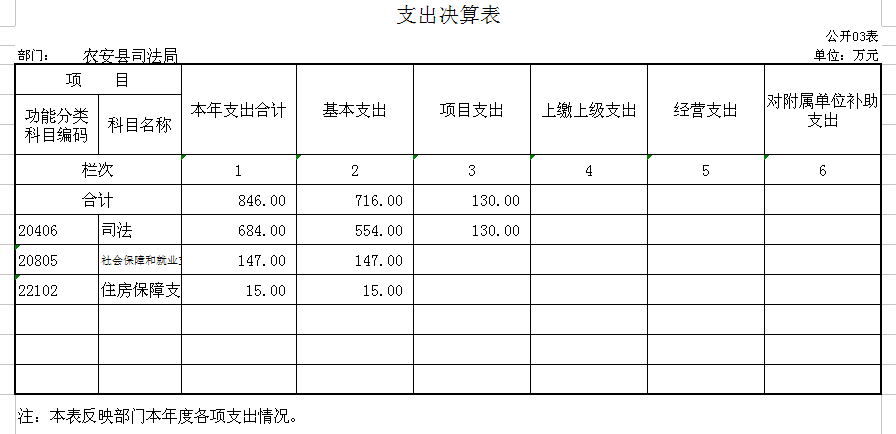 支出决算表
公开03表
部门： 农安县司法局 单位：万元
项 目 本年支出合计 基本支出 项目支出 上缴上级支出 经营支出 对附属单位补助支出
功能分类科目编码 科目名称
栏次 1 2 3 4 5 6
合计 846.00 716.00 130.00
20406 司法 684.00 554.00 130.00
20805 社会保障和就业 147.00 147.00
22102 住房保障支 15.00 15.00
注：本表反映部门本年度各项支出情况。